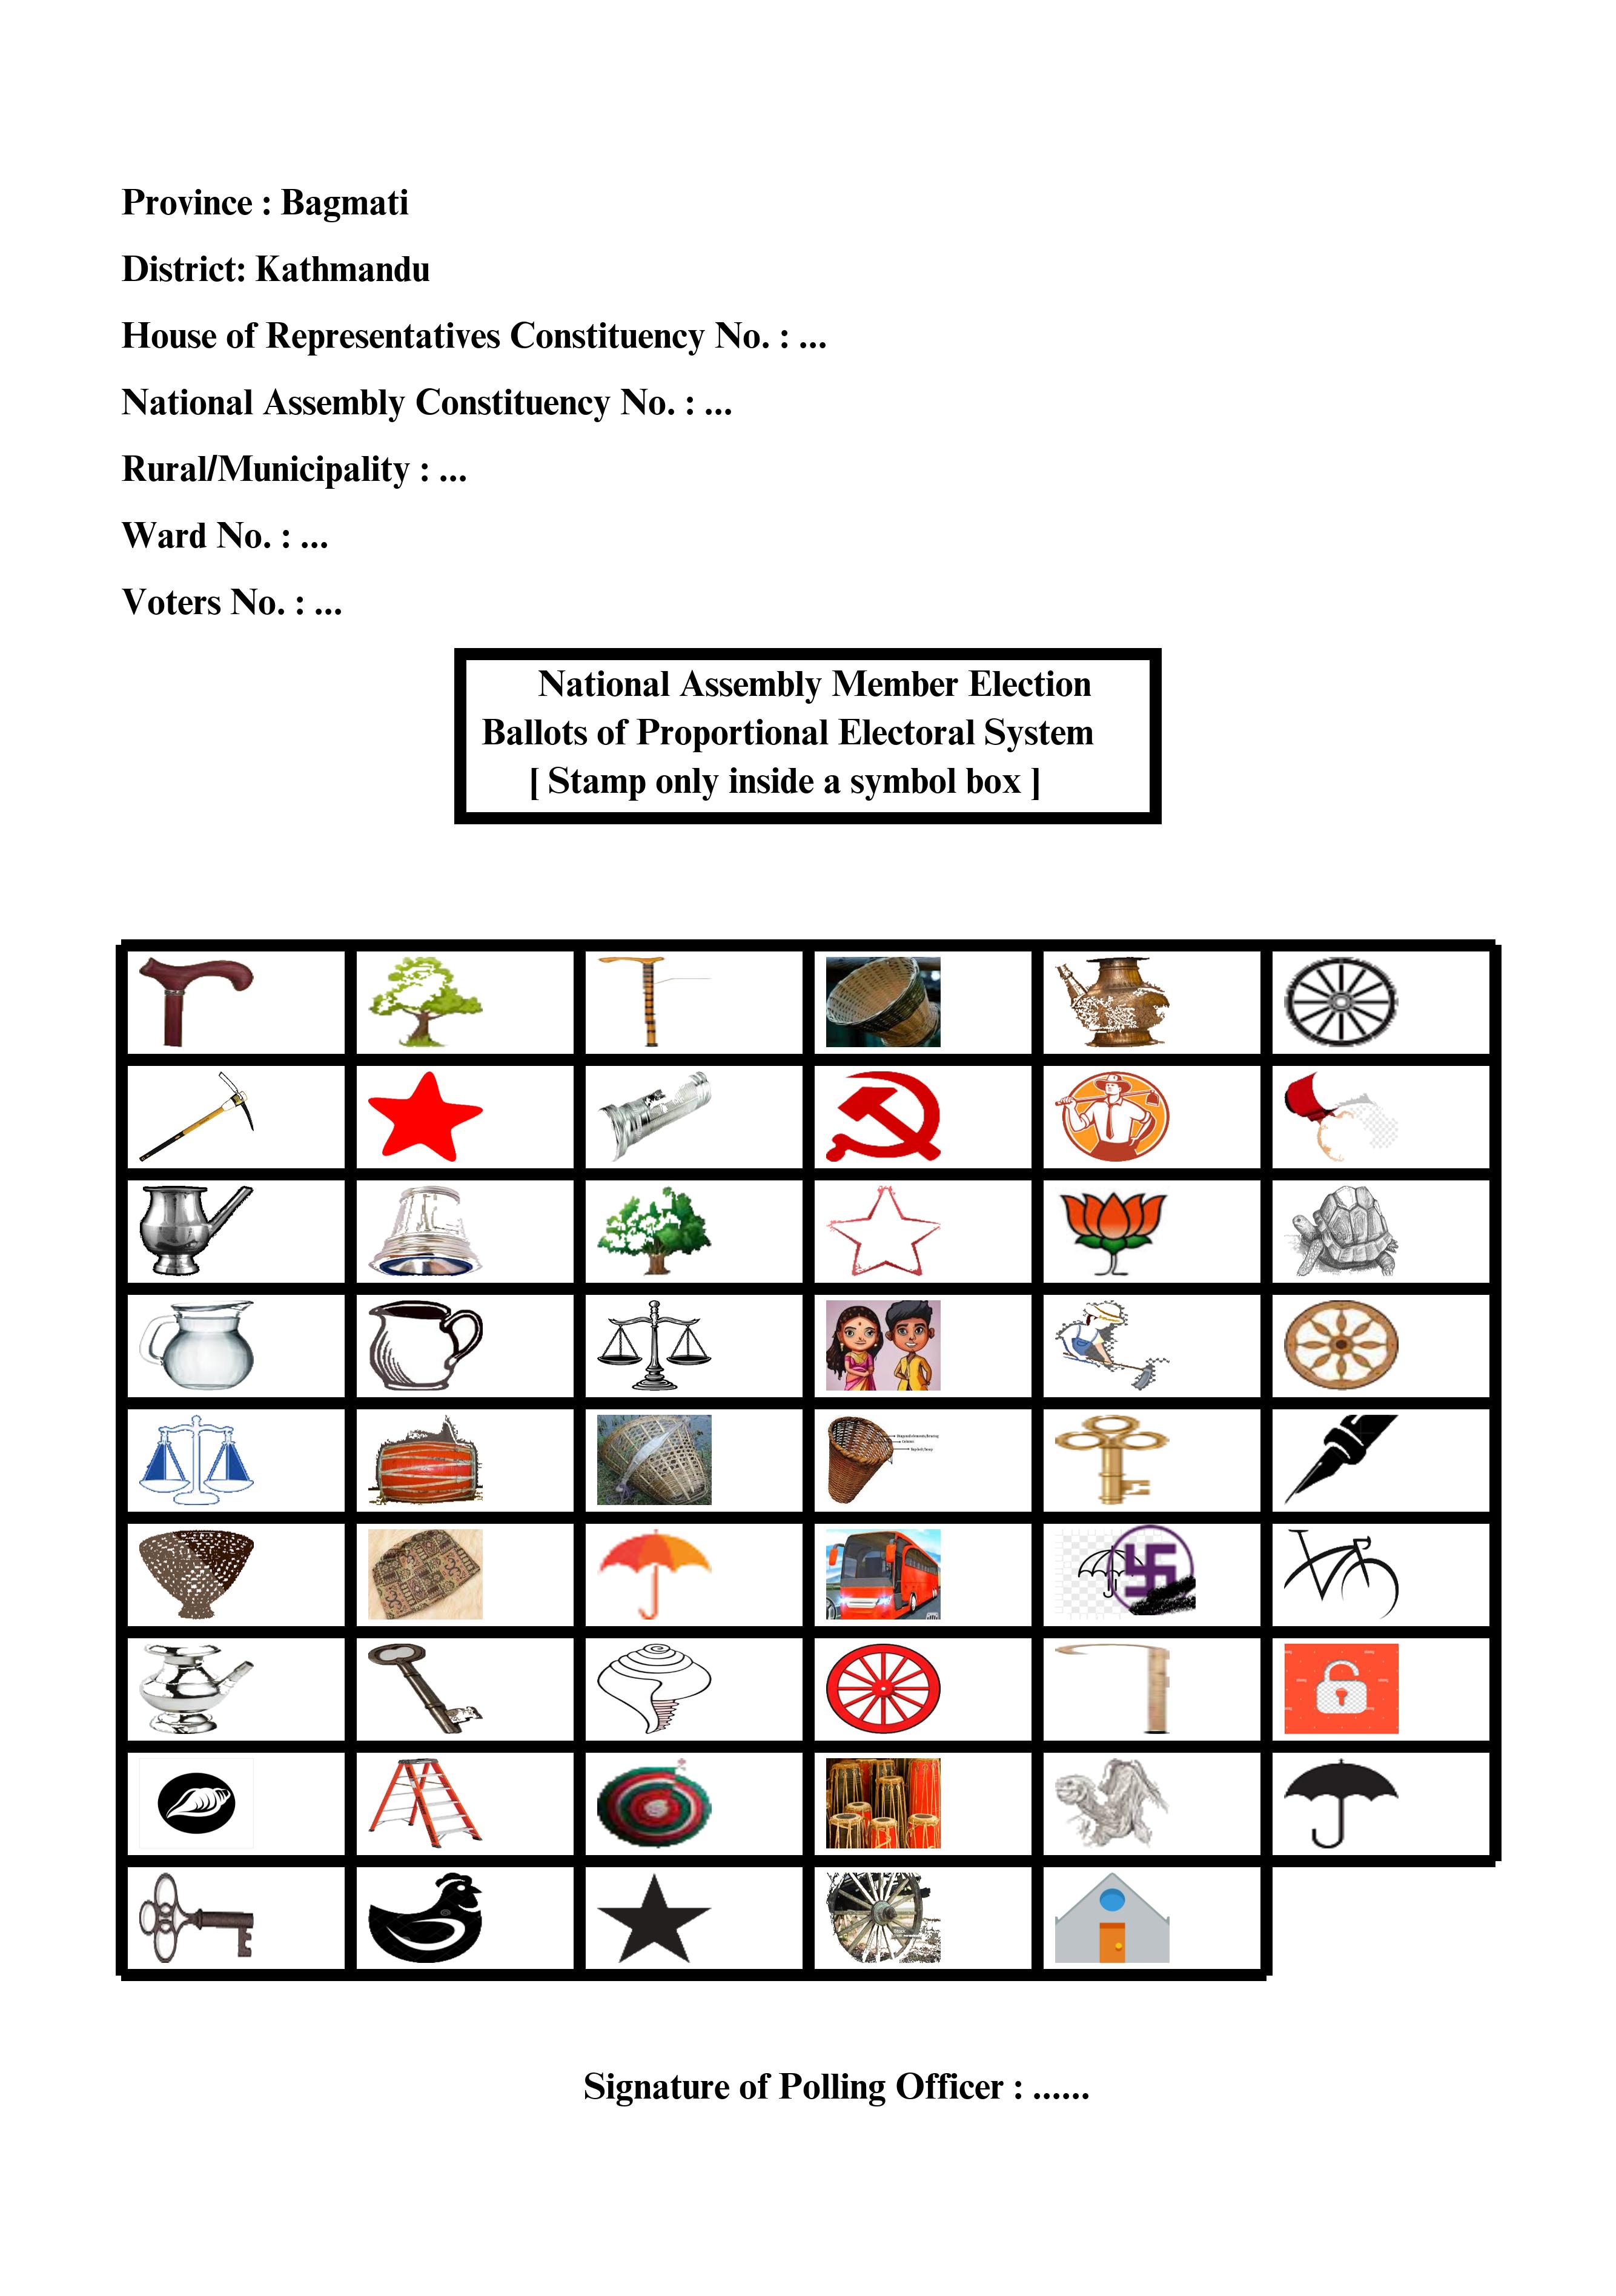 Province : Bagmati
District: Kathmandu
House of Representatives Constituency No. : ...
National Assembly Constituency No. : ...
Rural/Municipality : ...
Ward No. : ...
Voters No. : ...
National Assembly Member Election
Ballots of Proportional Electoral System
[ Stamp only inside a symbol box ]
Signature of Polling Officer : ......